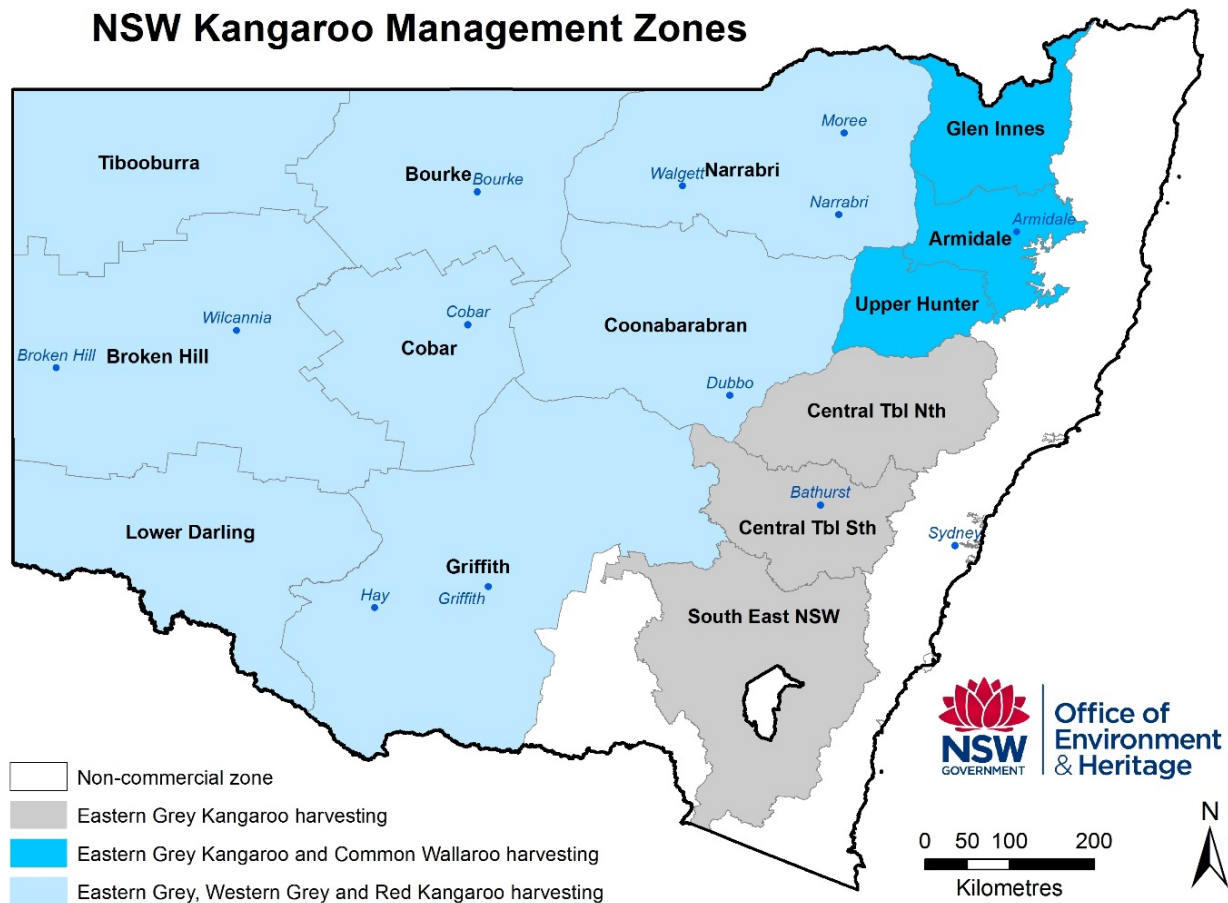 NSW Kangaroo Management Zones
Moree
Glen Innes
Tibooburra
Bourke
Bourke
Walgett
Narrabri
Narrabri
Armidale
Armidale
Upper Hunter
Wilcannia
Cobar
Coonabarabran
Broken Hill
Broken Hill
Cobar
Dubbo
Central Tbl Nth
Bathurst
Lower Darling
Central Tbl Sth
Sydney
Griffith
Hay
Griffith
South East NSW
NSW
GOVERNMENT
Office of
Environment
& Heritage
Non-commercial zone
Eastern Grey Kangaroo harvesting
Eastern Grey Kangaroo and Common Wallaroo harvesting
Eastern Grey, Western Grey and Red Kangaroo harvesting
0 50 100 200
Kilometres
N